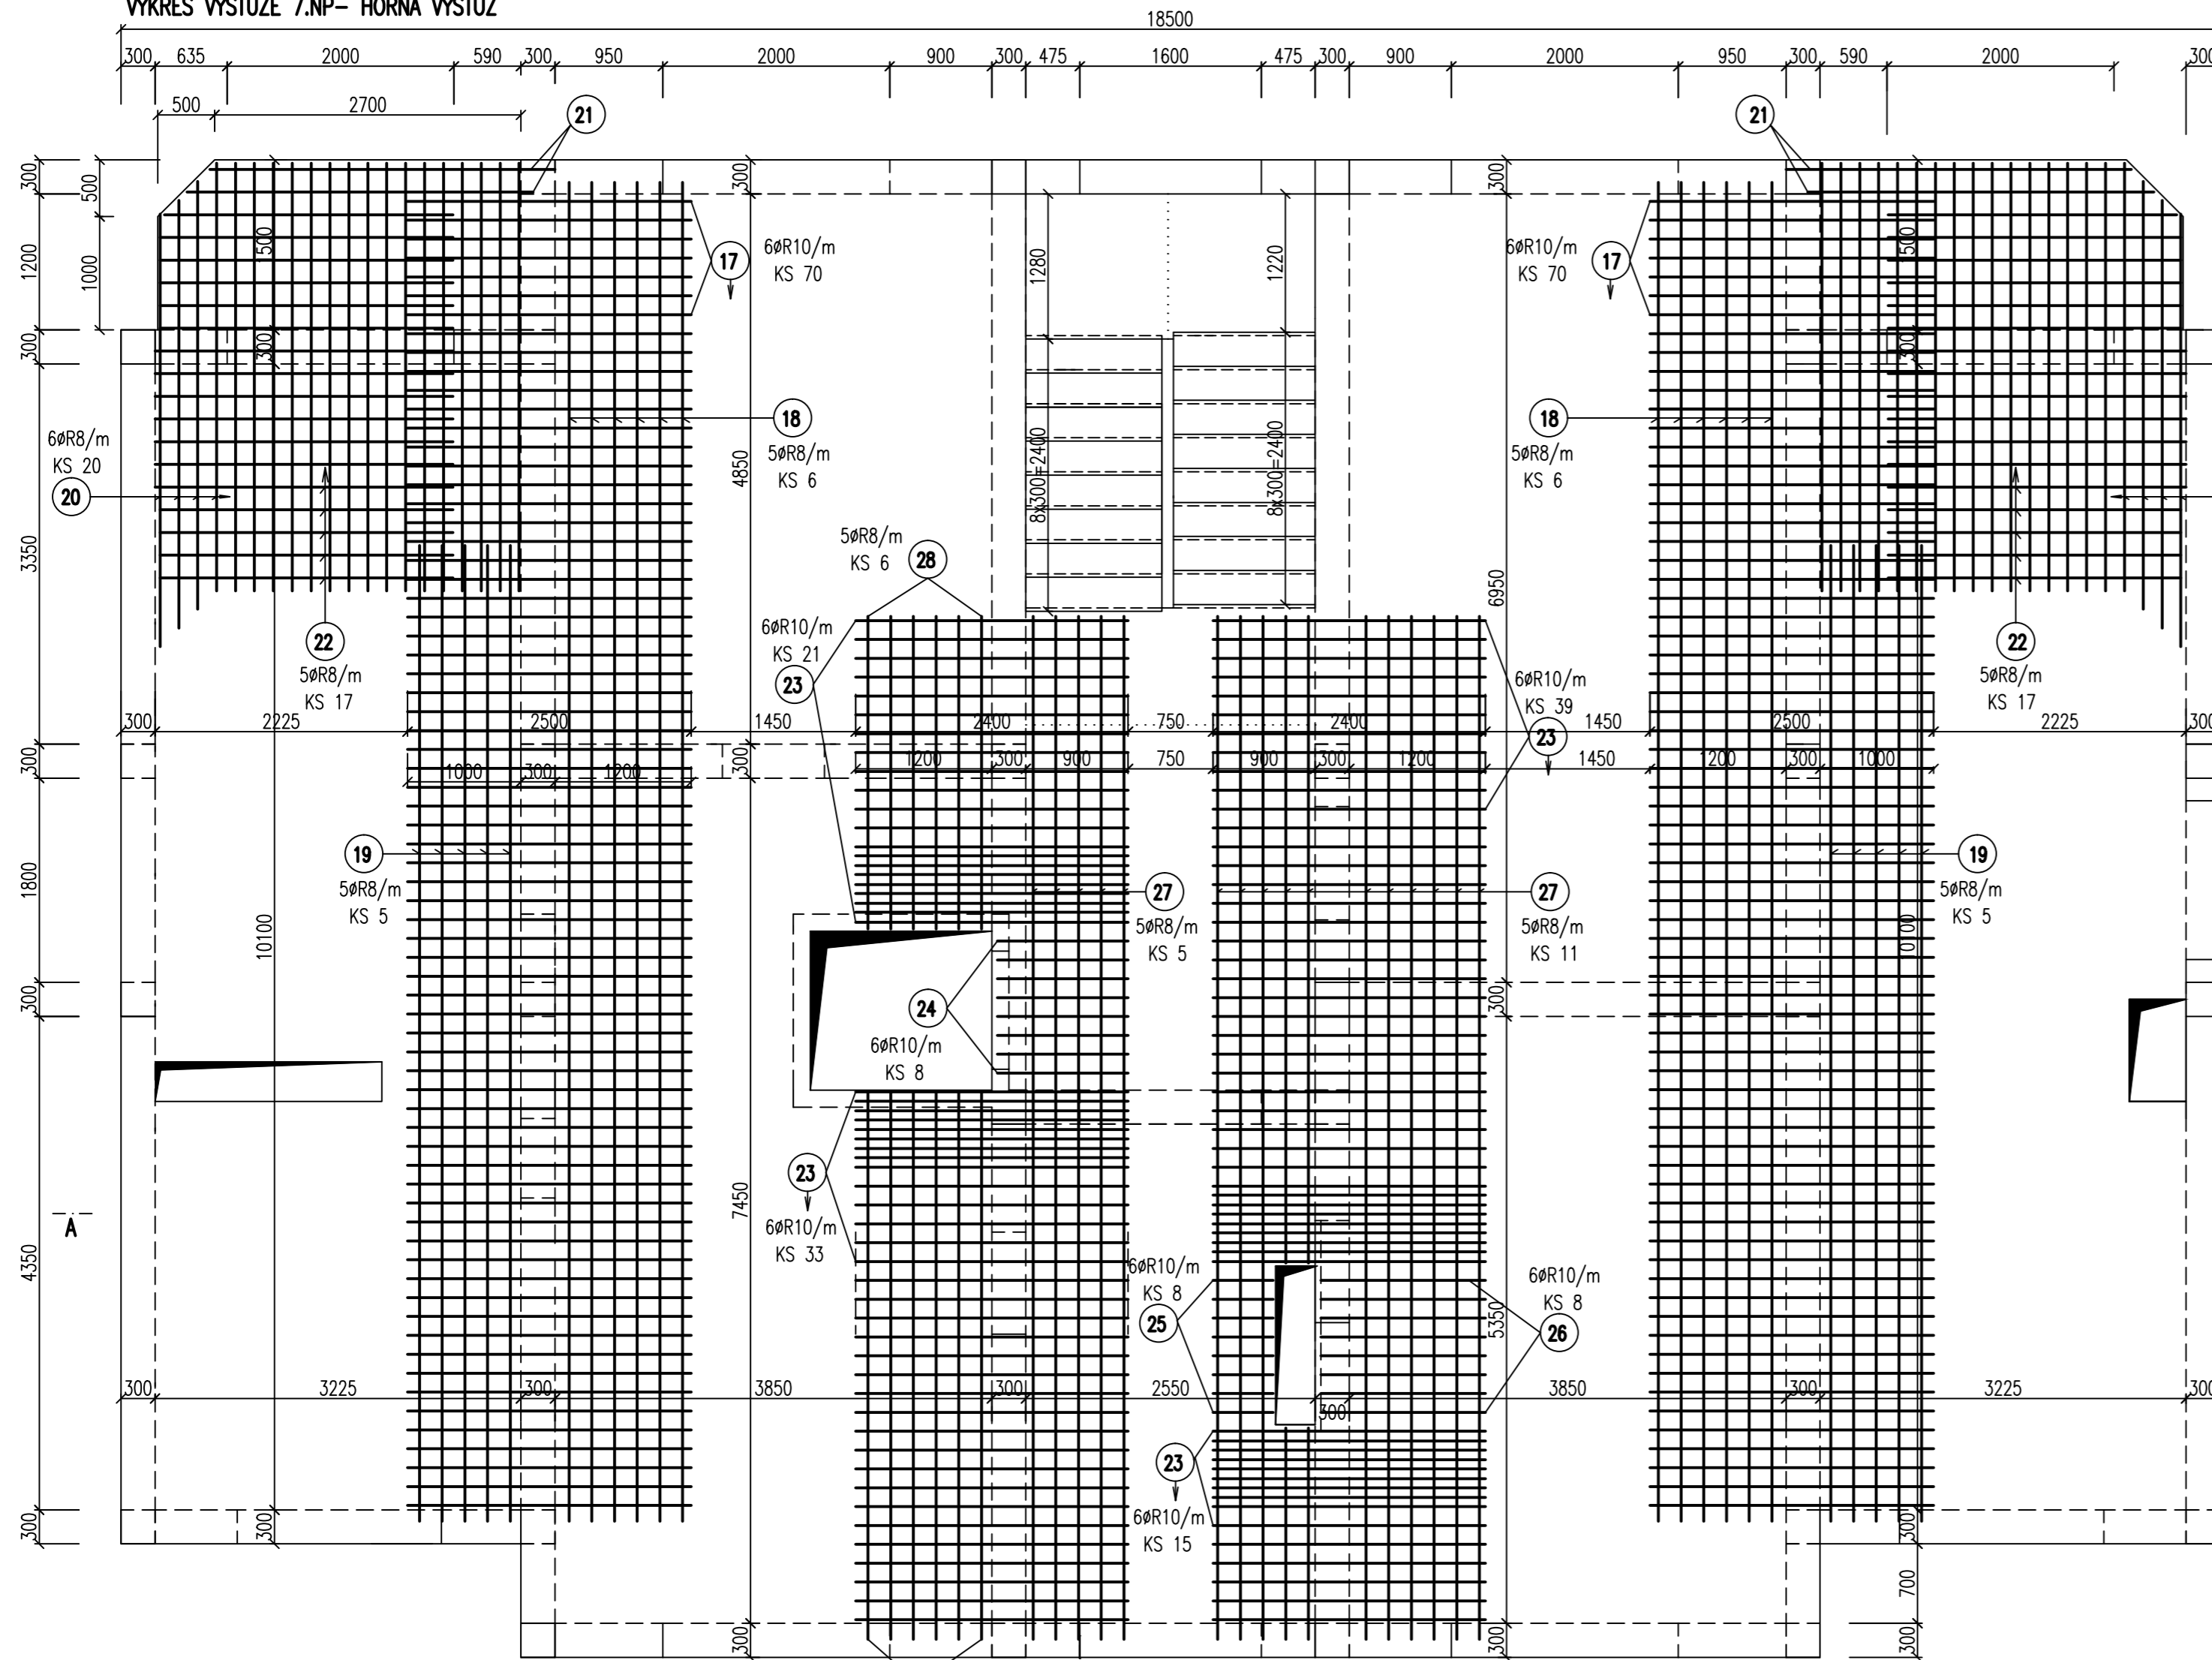 VÝKRES VÝSTUŽE 7.NP– HORNÁ VÝSTUŽ
18500
300 635 2000 590 300 950 2000 900 300 475 1600 475 300 900 2000 950 300 590 2000 300
500 2700
21
21
300
500
300
300
1200
1000
500
500
1280
1220
17
6øR10/m
KS 70
6øR10/m
KS 70
17
300
300
300
18
5øR8/m
KS 6
18
5øR8/m
KS 6
6øR8/m
KS 20
20
4850
8x300=2400
8x300=2400
3350
5øR8/m
KS 6
28
6950
6øR10/m
KS 21
23
22
5øR8/m
KS 17
22
5øR8/m
KS 17
6øR10/m
KS 39
23
300 2225 2500 1450 2400 750 2400 1450 2500 2225 300
300
300
1000 300 1200 1200 300 900 750 900 300 1200 1450 1200 300 1000
19
5øR8/m
KS 5
19
5øR8/m
KS 5
1800
10100
10100
27
5øR8/m
KS 5
27
5øR8/m
KS 11
300
300
24
6øR10/m
KS 8
23
6øR10/m
KS 33
7450
A
4350
6øR10/m
KS 8
25
6øR10/m
KS 8
26
5350
300 3225 300 3850 300 2550 300 3850 300 3225 300
23
6øR10/m
KS 15
300
300
300
700
300
300
300